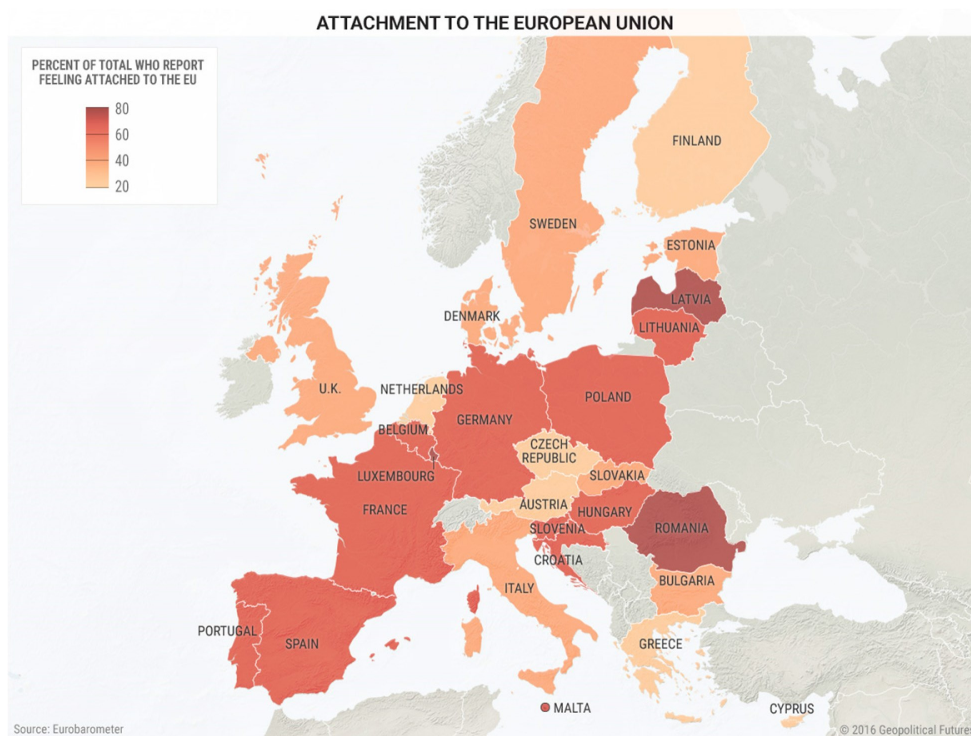 ATTACHMENT TO THE EUROPEAN UNION
PERCENT OF TOTAL WHO REPORT
FEELING ATTACHED TO THE EU
80
60
40
20
FINLAND
SWEDEN
ESTONIA
LATVIA
LITHUANIA
DENMARK
U.K.
NETHERLANDS
POLAND
GERMANY
BELGIUM
CZECH
REPUBLIC
LUXEMBOURG
SLOVAKIA
FRANCE
AUSTRIA
HUNGARY
SLOVENIA
ROMANIA
CROATIA
ITALY
BULGARIA
PORTUGAL
SPAIN
GREECE
MALTA
CYPRUS
Source: Eurobarometer
© 2016 Geopolitical Futures